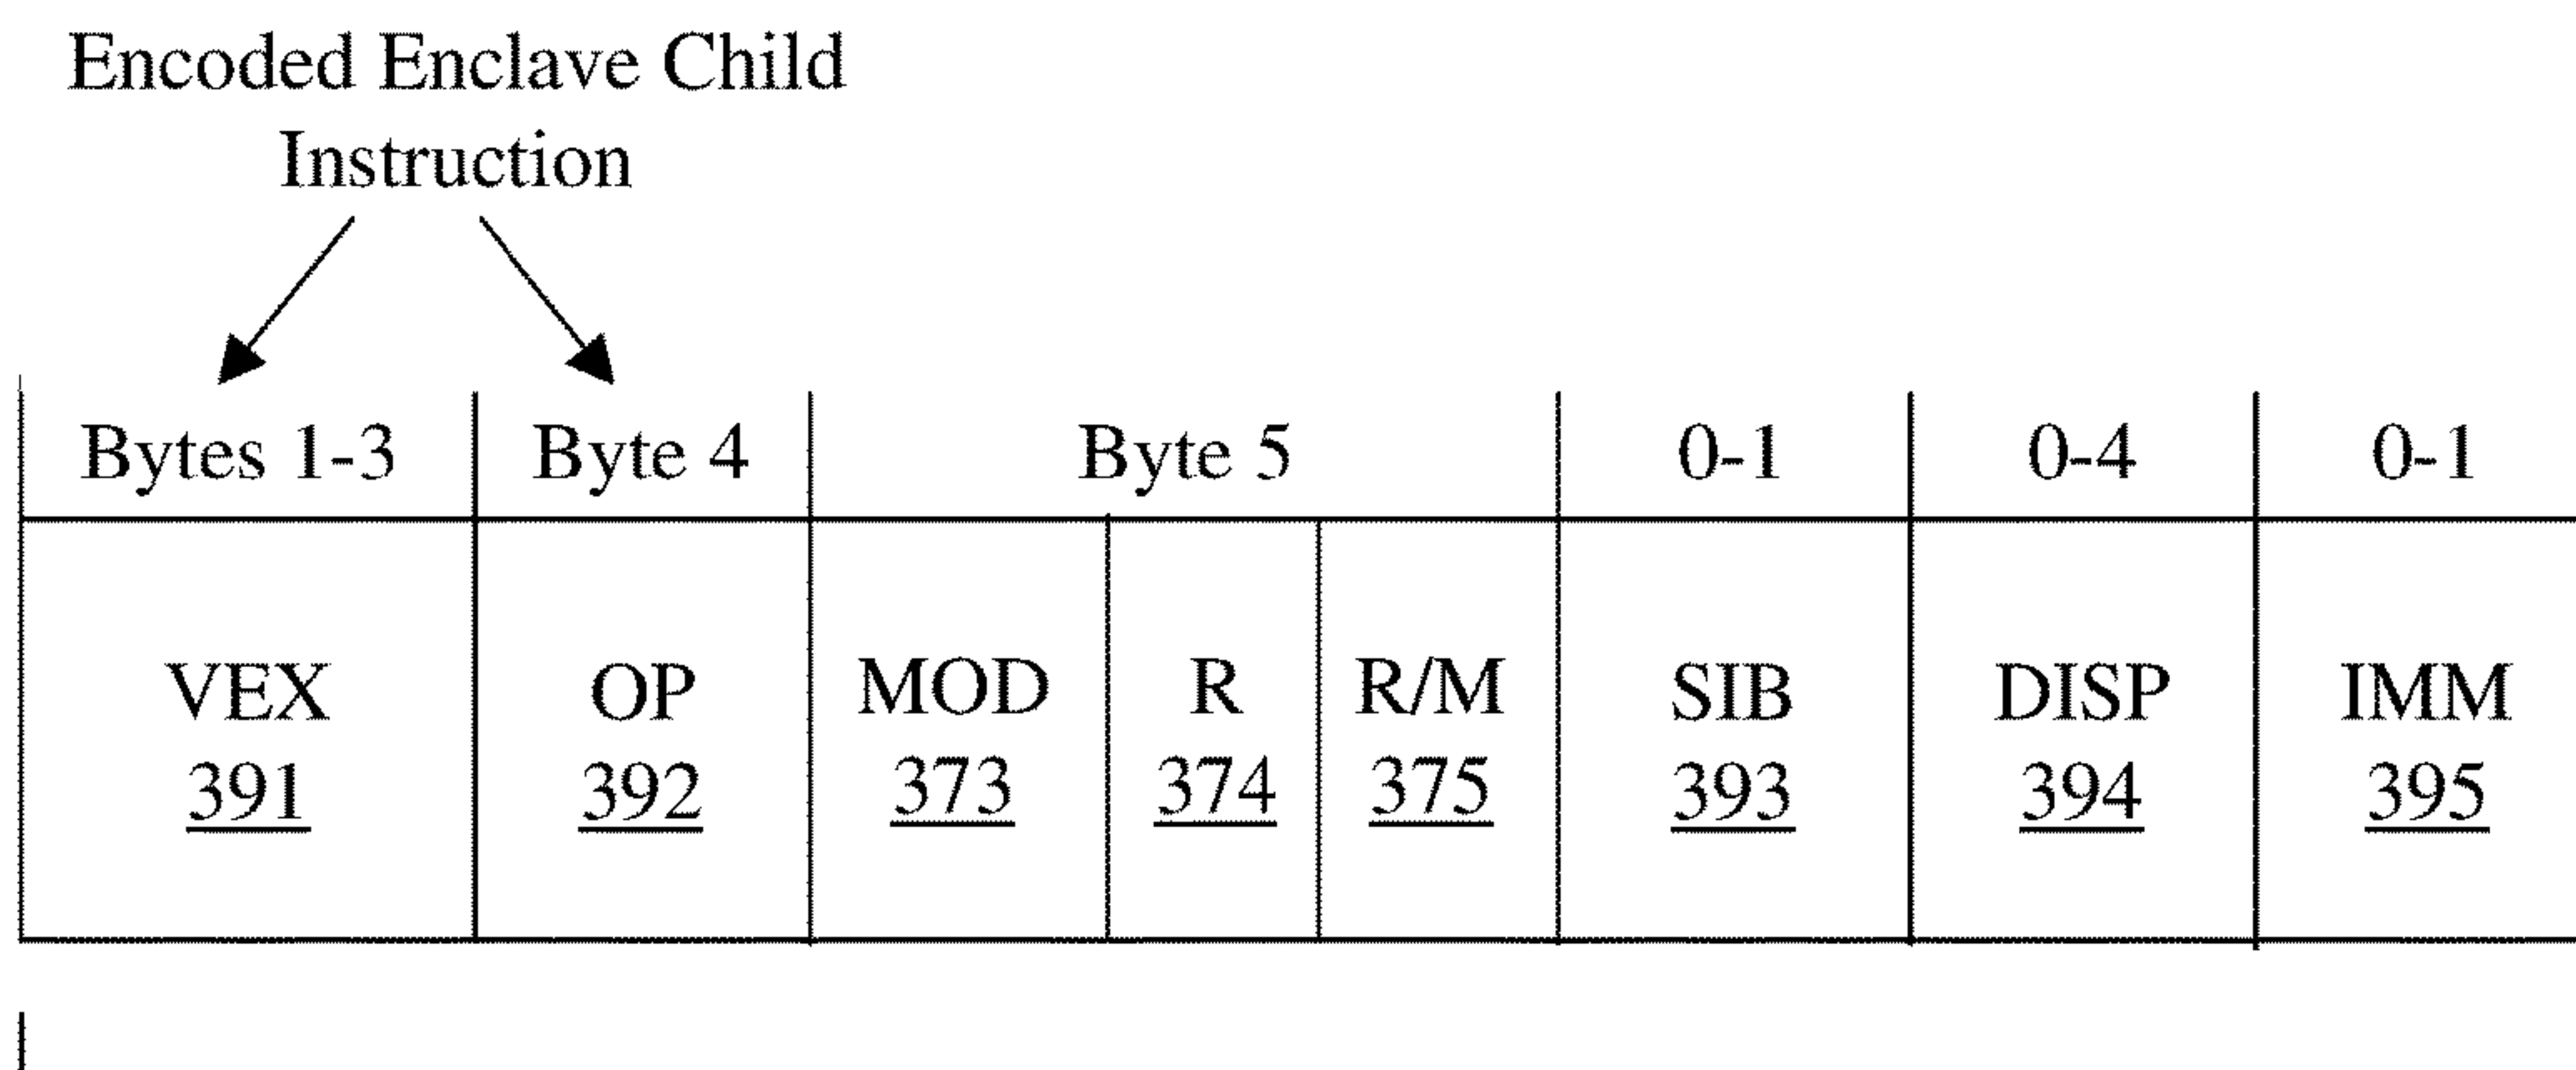 Encoded Enclave Child
Instruction
Bytes 1-3 Byte 4 Byte 5 0-1 0-4 0-1
VEX OP MOD R R/M SIB DISP IMM
391 392 373 374 375 393 394 395